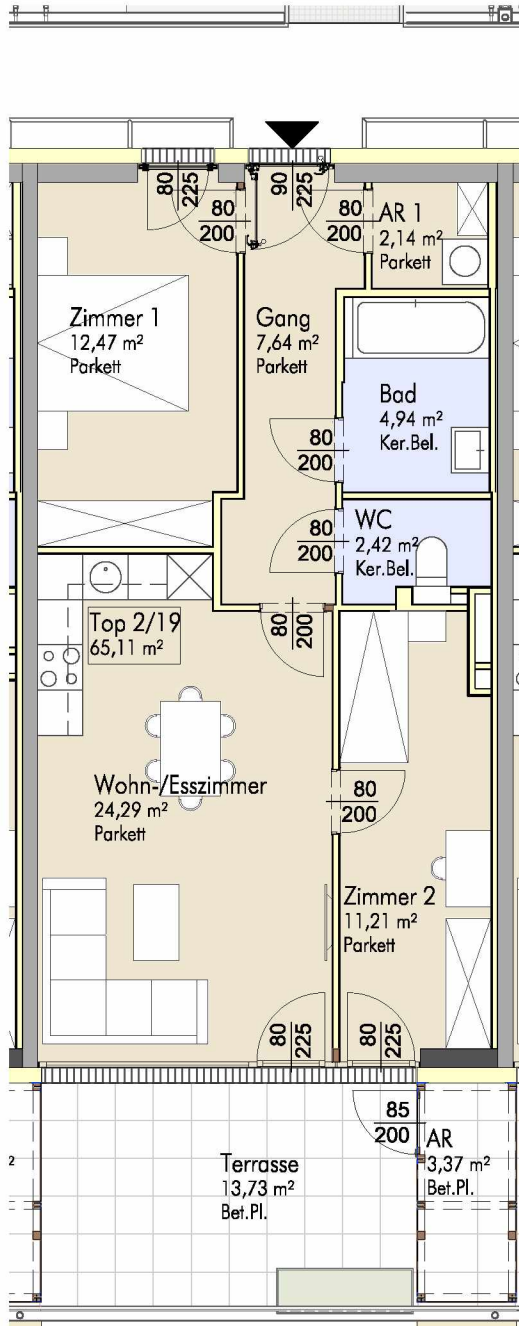 80
225
90
225
80
200
80
200
AR 1
2,14 m²
Parkett
Zimmer 1
12,47 m²
Parkett
Gang
7,64 m²
Parkett
Bad
4,94 m²
Ker.Bel.
80
200
WC
2,42 m²
Ker.Bel.
80
200
Top 2/19
65,11 m²
80
200
Wohn-/Esszimmer
24,29 m²
Parkett
80
200
Zimmer 2
11,21 m²
Parkett
80
225
80
225
85
200
AR
3,37 m²
Bet.Pl.
Terrasse
13,73 m²
Bet.Pl.
²